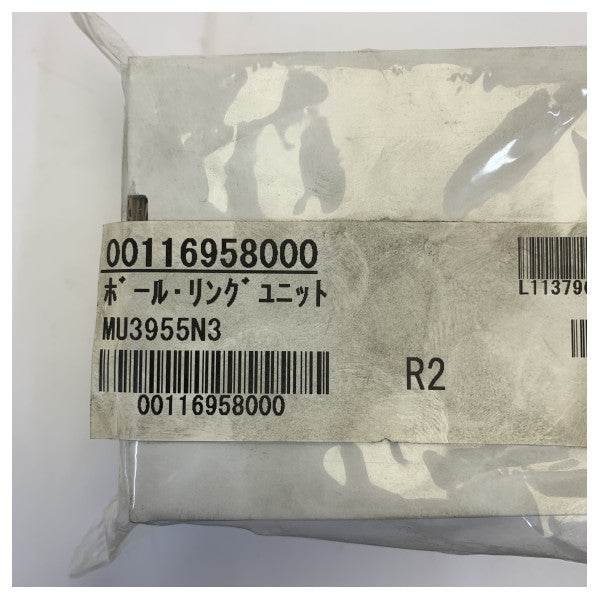 00116958000
ﾎﾞｰﾙ･ﾘﾝｸﾞﾕﾆｯﾄ
MU3955N3
00116958000
R2